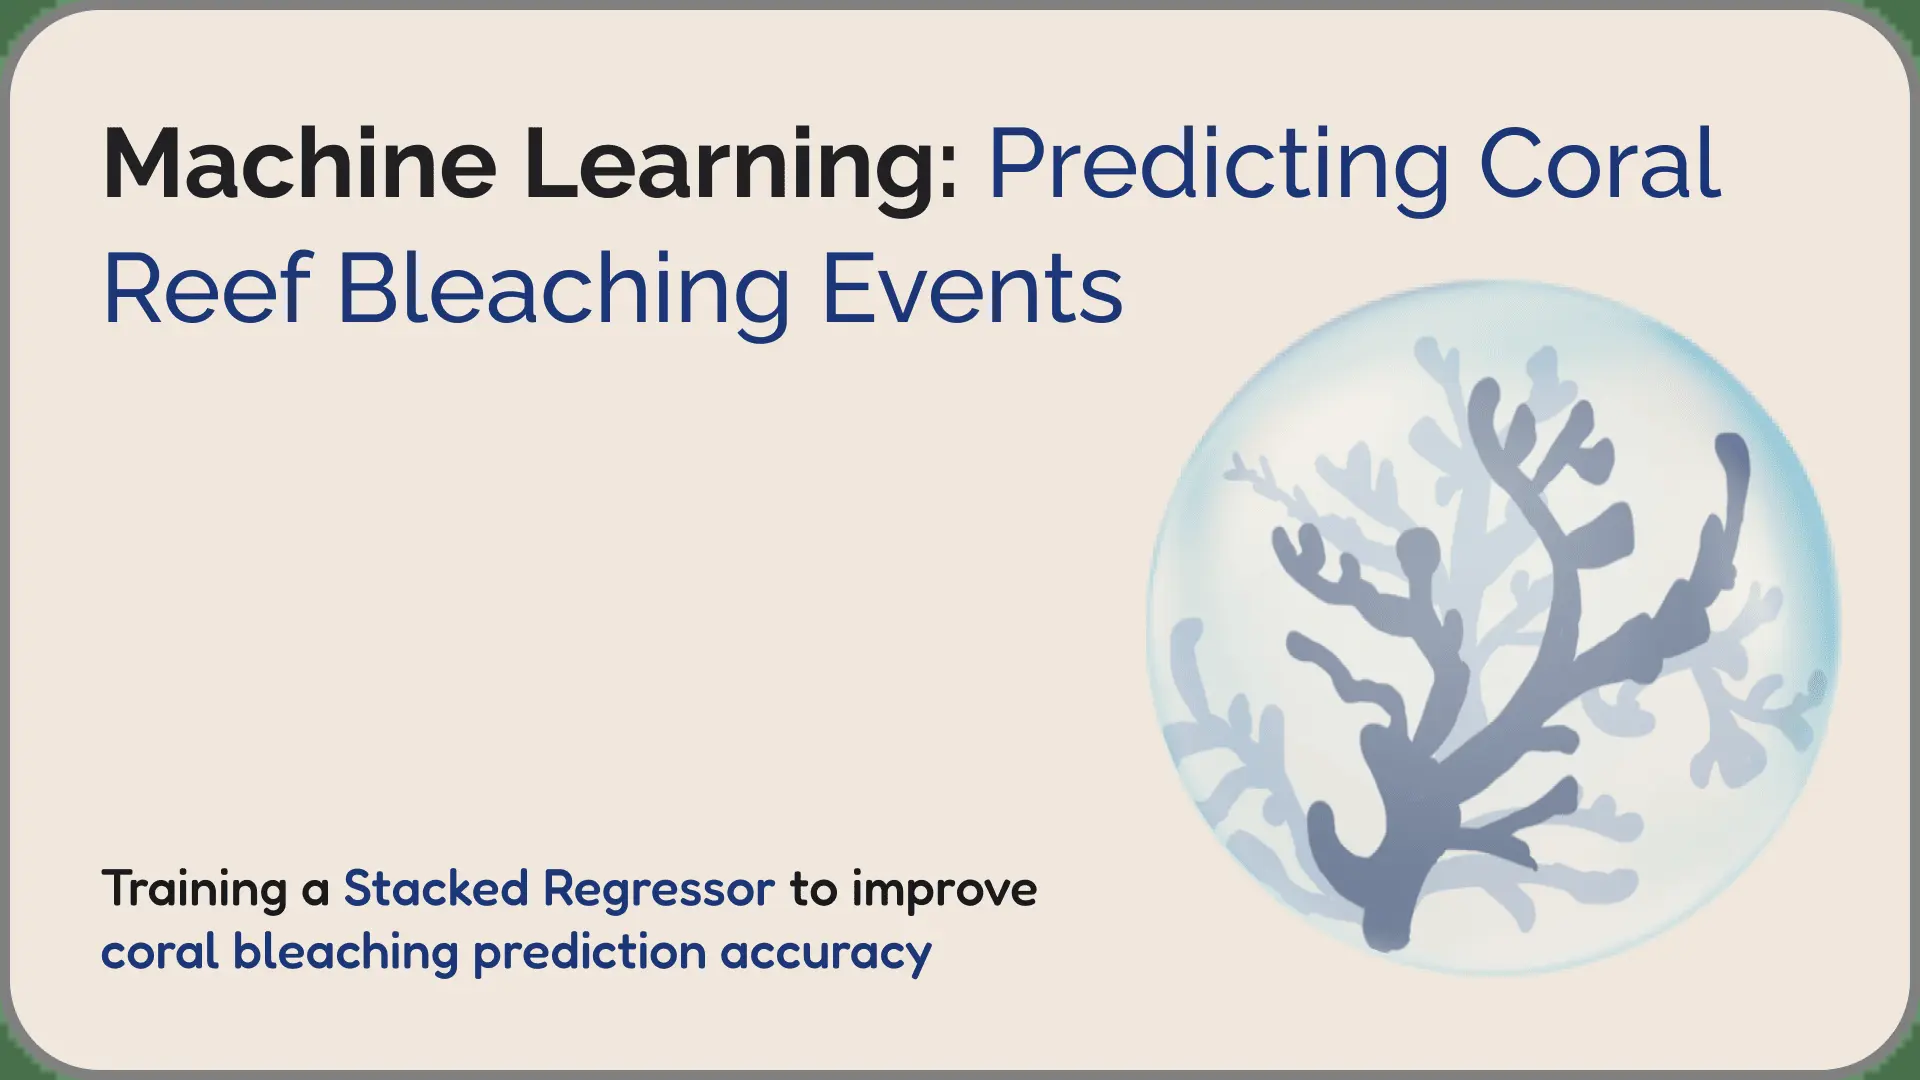 Machine Learning: Predicting Coral
Reef Bleaching Events
Training a Stacked Regressor to improve
coral bleaching prediction accuracy